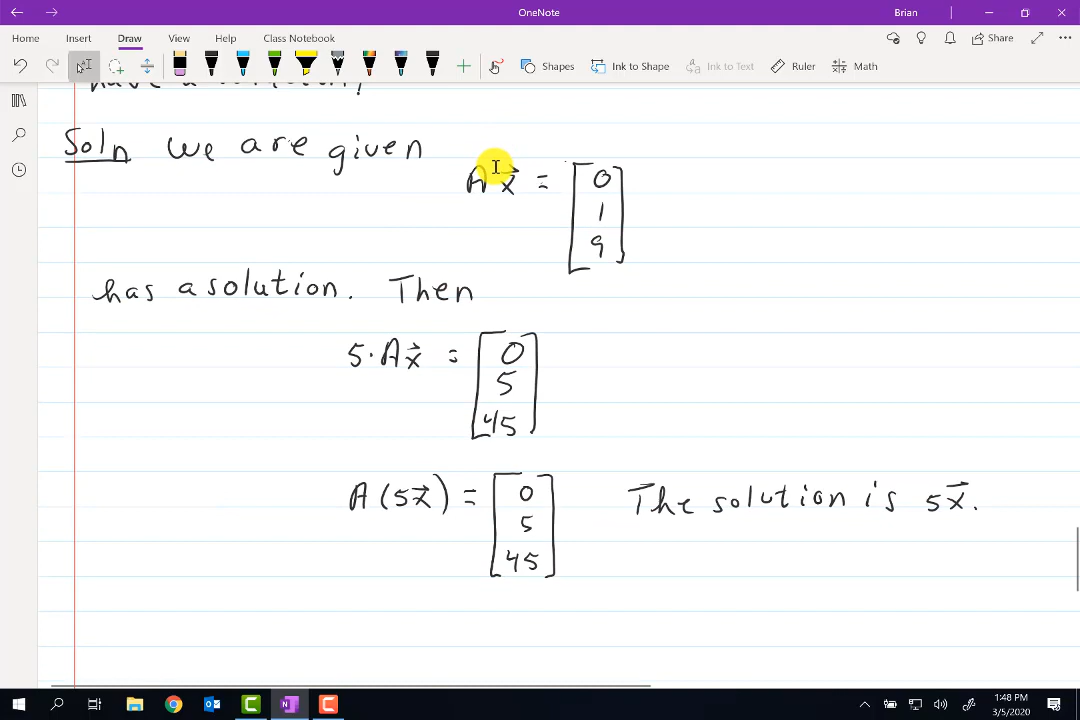 OneNote
Brian
Home Insert Draw View Help Class Notebook
Share
Shapes Ink to Shape Ink to Text Ruler Math
have a
Soln we are given
A x⃗ = [0 1 9]
has a solution. Then
5·A x⃗ = [0 5 45]
A(5x⃗) = [0 5 45] The solution is 5x⃗.
1:48 PM
3/5/2020